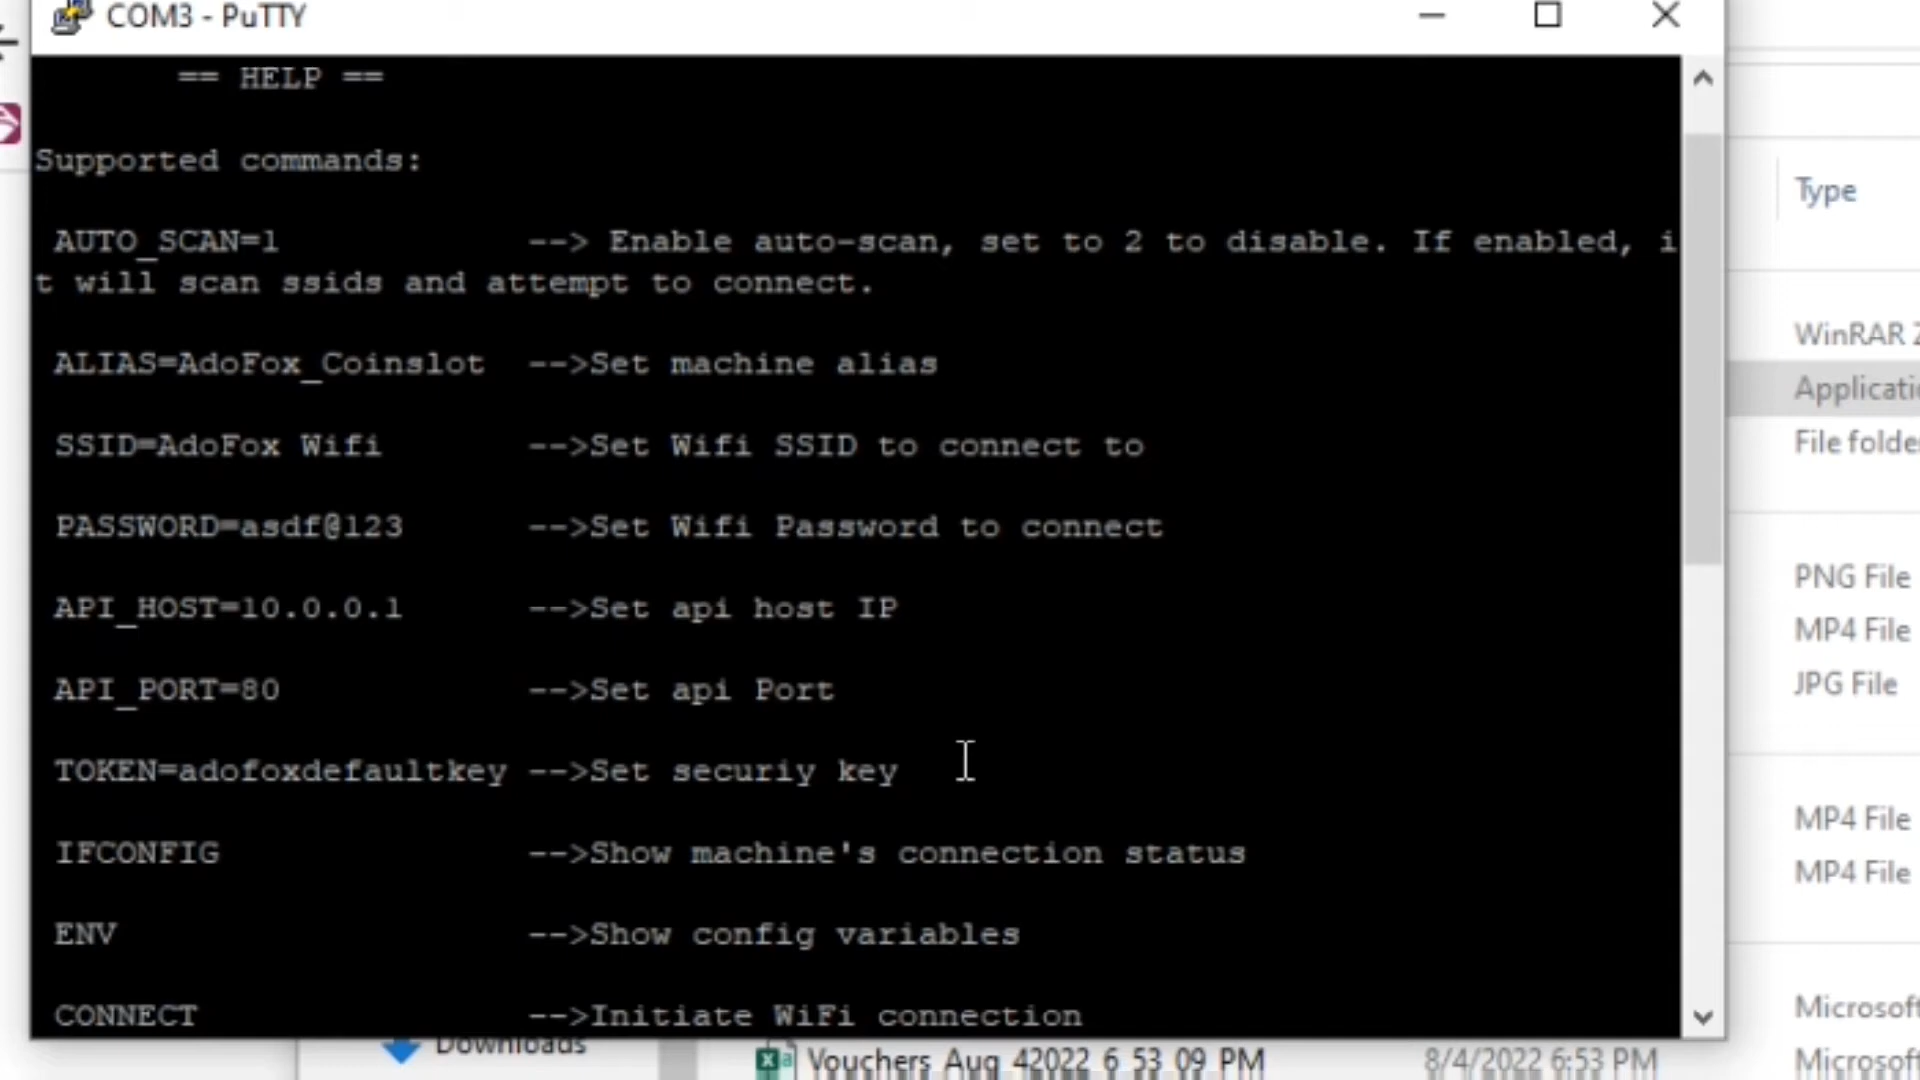 COM3 - PuTTY
== HELP ==
Supported commands:
AUTO_SCAN=1 --> Enable auto-scan, set to 2 to disable. If enabled, i
t will scan ssids and attempt to connect.
ALIAS=AdoFox_Coinslot -->Set machine alias
SSID=AdoFox Wifi -->Set Wifi SSID to connect to
PASSWORD=asdf@123 -->Set Wifi Password to connect
API_HOST=10.0.0.1 -->Set api host IP
API_PORT=80 -->Set api Port
TOKEN=adofoxdefaultkey -->Set securiy key
IFCONFIG -->Show machine's connection status
ENV -->Show config variables
CONNECT -->Initiate WiFi connection
Type
WinRAR Z
Applicati
File folde
PNG File
MP4 File
JPG File
MP4 File
MP4 File
Microsoft
Microsoft
Downloads
Vouchers Aug 42022 6 53 09 PM 8/4/2022 6:53 PM